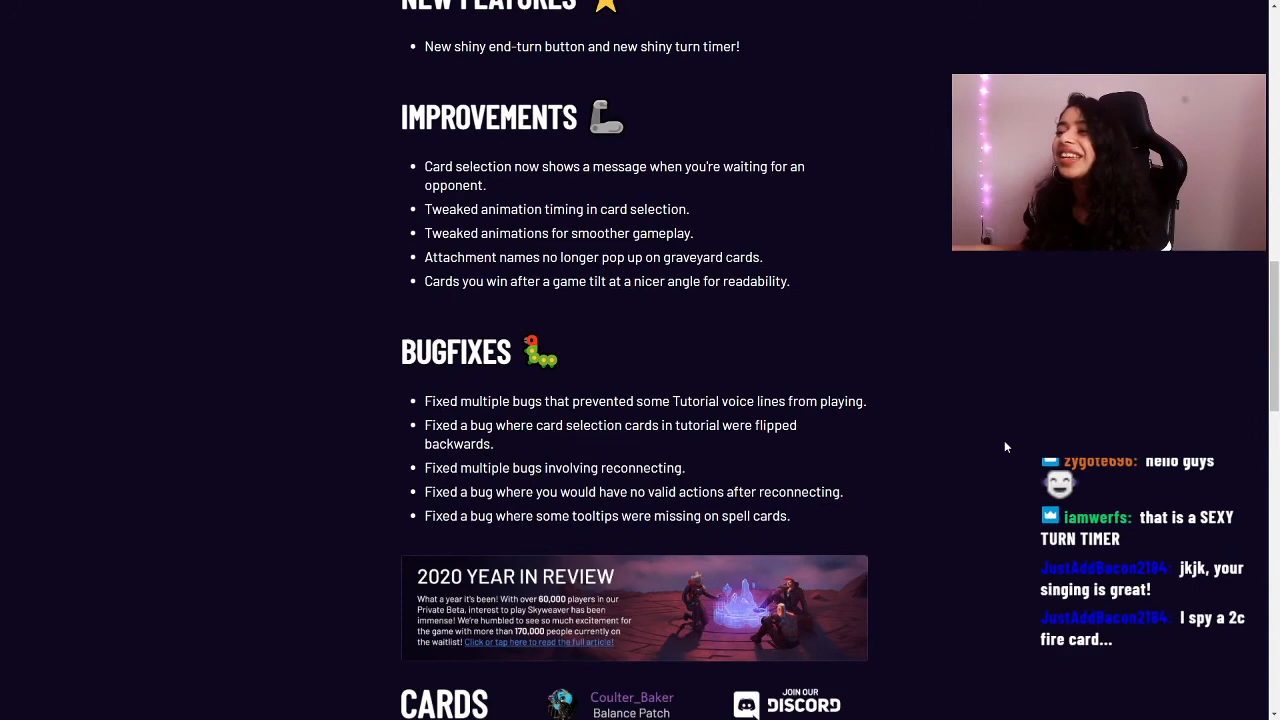 NEW FEATURES
New shiny end-turn button and new shiny turn timer!
IMPROVEMENTS
Card selection now shows a message when you're waiting for an
opponent.
Tweaked animation timing in card selection.
Tweaked animations for smoother gameplay.
Attachment names no longer pop up on graveyard cards.
Cards you win after a game tilt at a nicer angle for readability.
BUGFIXES
Fixed multiple bugs that prevented some Tutorial voice lines from playing.
Fixed a bug where card selection cards in tutorial were flipped
backwards.
Fixed multiple bugs involving reconnecting.
Fixed a bug where you would have no valid actions after reconnecting.
Fixed a bug where some tooltips were missing on spell cards.
2020 YEAR IN REVIEW
What a year it's been! With over 60,000 players in our
Private Beta, interest to play Skyweaver has been
immense! We're humbled to see so much excitement for
the game with more than 170,000 people currently on
the waitlist! Click or tap here to read the full article!
CARDS
Coulter_Baker
Balance Patch
JOIN OUR
DISCORD
zygote696: hello guys
iamwerfs: that is a SEXY
TURN TIMER
JustAddBacon2184: jkjk, your
singing is great!
JustAddBacon2184: I spy a 2c
fire card...